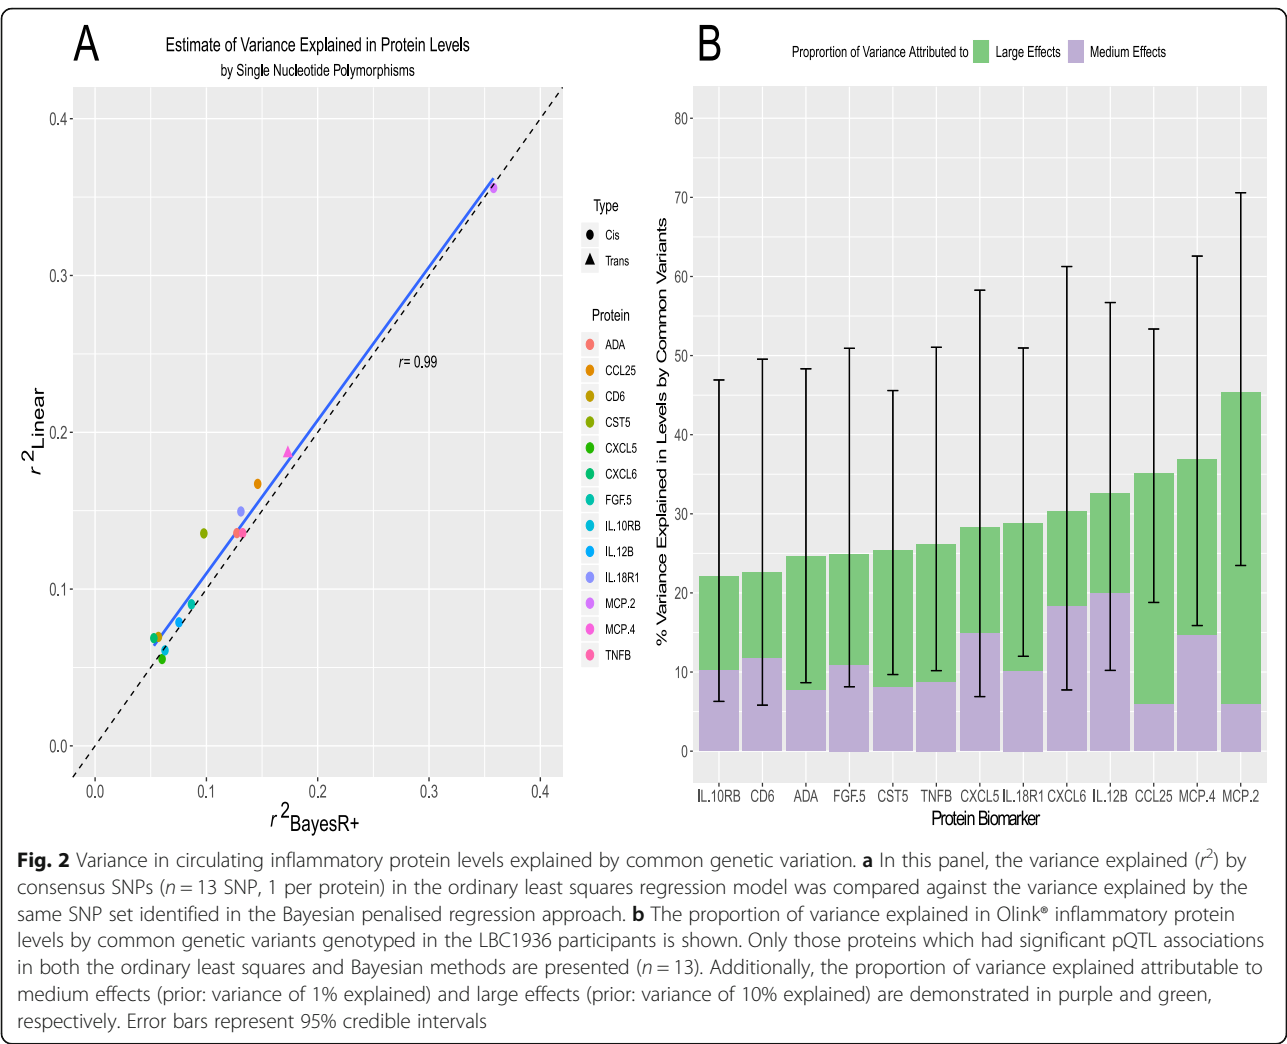 A
Estimate of Variance Explained in Protein Levels
by Single Nucleotide Polymorphisms
0.4
0.3
0.2
0.1
0.0
r 2Linear
r= 0.99
0.0 0.1 0.2 0.3 0.4
r 2BayesR+
Type
Cis
Trans
Protein
ADA
CCL25
CD6
CST5
CXCL5
CXCL6
FGF.5
IL.10RB
IL.12B
IL.18R1
MCP.2
MCP.4
TNFB
B
Proportion of Variance Attributed to Large Effects Medium Effects
80
70
60
50
40
30
20
10
0
% Variance Explained in Levels by Common Variants
IL.10RB CD6 ADA FGF.5 CST5 TNFB CXCL5 IL.18R1 CXCL6 IL.12B CCL25 MCP.4 MCP.2
Protein Biomarker
Fig. 2 Variance in circulating inflammatory protein levels explained by common genetic variation. a In this panel, the variance explained (r2) by
consensus SNPs (n = 13 SNP, 1 per protein) in the ordinary least squares regression model was compared against the variance explained by the
same SNP set identified in the Bayesian penalised regression approach. b The proportion of variance explained in Olink® inflammatory protein
levels by common genetic variants genotyped in the LBC1936 participants is shown. Only those proteins which had significant pQTL associations
in both the ordinary least squares and Bayesian methods are presented (n = 13). Additionally, the proportion of variance explained attributable to
medium effects (prior: variance of 1% explained) and large effects (prior: variance of 10% explained) are demonstrated in purple and green,
respectively. Error bars represent 95% credible intervals